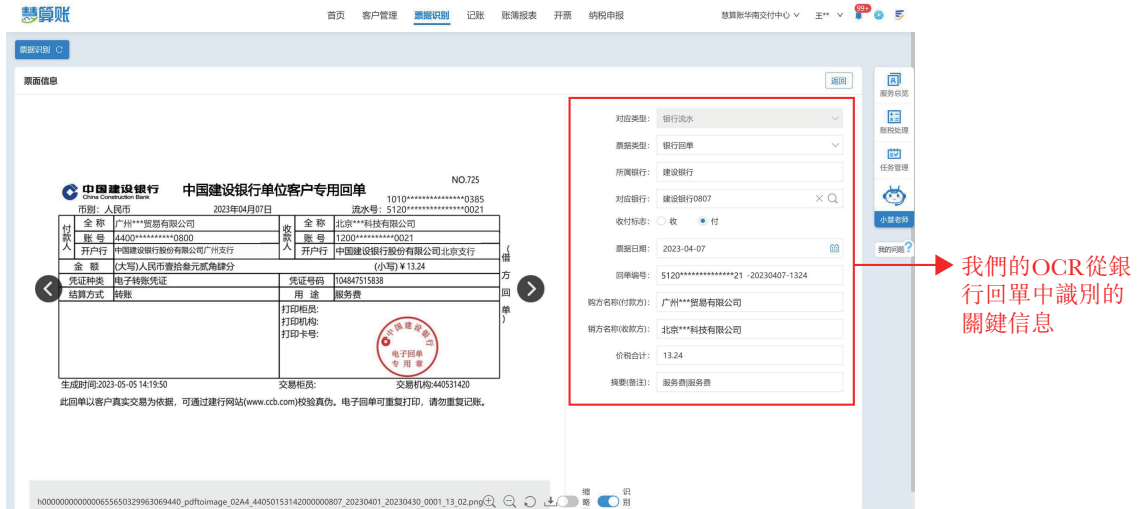 慧算账
首页 客户管理 票据识别 记账 账簿报表 开票 纳税申报 慧算账华南交付中心 王** 99+
票据识别
票面信息 返回
NO.725
中国建设银行 China Construction Bank 中国建设银行单位客户专用回单
1010***************0385
币别：人民币 2023年04月07日 流水号：5120***************0021
付款人 全称 广州***贸易有限公司 收款人 全称 北京***科技有限公司
账号 4400**********0800 账号 1200**********0021
开户行 中国建设银行股份有限公司广州支行 开户行 中国建设银行股份有限公司北京支行
金额 (大写)人民币壹拾叁元贰角肆分 (小写)￥13.24
凭证种类 电子转账凭证 凭证号码 104847515838
结算方式 转账 用途 服务费
打印柜员:
打印机构:
打印卡号:
中国建设银行
电子回单
专用章
(借方回单)
生成时间:2023-05-05 14:19:50 交易柜员: 交易机构:440531420
此回单以客户真实交易为依据，可通过建行网站(www.ccb.com)校验真伪。电子回单可重复打印，请勿重复记账。
h0000000000000655650329963069440_pdftoimage_02A4_44050153142000000807_20230401_20230430_0001_13_02.png
缩略 识别
对应类型: 银行流水
票据类型: 银行回单
所属银行: 建设银行
对应银行: 建设银行0807
收付标志: 收 付
票据日期: 2023-04-07
回单编号: 5120**************21 -20230407-1324
购方名称(付款方): 广州***贸易有限公司
销方名称(收款方): 北京***科技有限公司
价税合计: 13.24
摘要(备注): 服务费|服务费
服务总览
账税处理
任务管理
小慧老师
我的问题?
我們的OCR從銀
行回單中識別的
關鍵信息